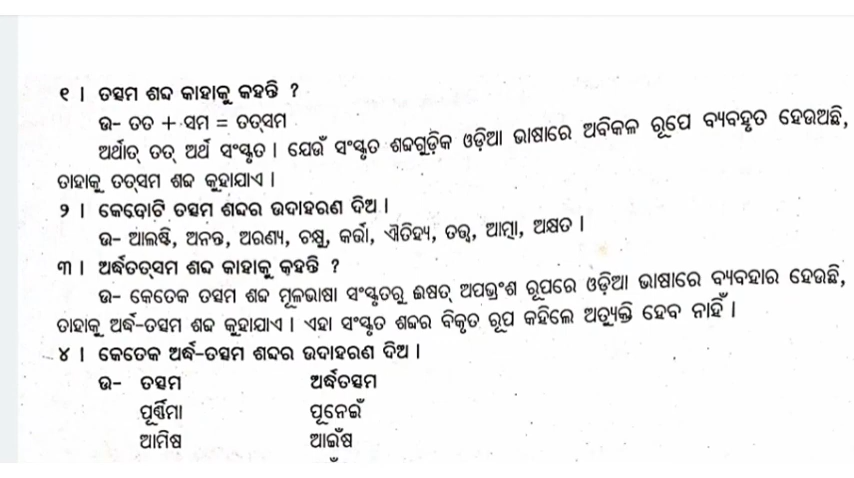 ୧ । ତତ୍ସମ ଶବ୍ଦ କାହାକୁ କହନ୍ତି ?
ଉ- ତତ + ସମ = ତତ୍‌ସମ
ଅର୍ଥାତ୍ ତତ୍ ଅର୍ଥ ସଂସ୍କୃତ । ଯେଉଁ ସଂସ୍କୃତ ଶବ୍ଦଗୁଡ଼ିକ ଓଡ଼ିଆ ଭାଷାରେ ଅବିକଳ ରୂପେ ବ୍ୟବହୃତ ହେଉଅଛି,
ତାହାକୁ ତତ୍‌ସମ ଶବ୍ଦ କୁହାଯାଏ ।
୨ । କେତୋଟି ତତ୍ସମ ଶବ୍ଦର ଉଦାହରଣ ଦିଅ ।
ଉ- ଆଲଷ୍ଟି, ଅନନ୍ତ, ଅରଣ୍ୟ, ଚକ୍ଷୁ, କର୍ତ୍ତା, ଐତିହ୍ୟ, ତତ୍ତ୍ୱ, ଆତ୍ମା, ଅକ୍ଷତ ।
୩ । ଅର୍ଦ୍ଧତତ୍‌ସମ ଶବ୍ଦ କାହାକୁ କହନ୍ତି ?
ଉ- କେତେକ ତତ୍ସମ ଶବ୍ଦ ମୂଳଭାଷା ସଂସ୍କୃତରୁ ଈଷତ୍ ଅପଭ୍ରଂଶ ରୂପରେ ଓଡ଼ିଆ ଭାଷାରେ ବ୍ୟବହାର ହେଉଛି,
ତାହାକୁ ଅର୍ଦ୍ଧ-ତତ୍ସମ ଶବ୍ଦ କୁହାଯାଏ । ଏହା ସଂସ୍କୃତ ଶବ୍ଦର ବିକୃତ ରୂପ କହିଲେ ଅତ୍ୟୁକ୍ତି ହେବ ନାହିଁ ।
୪ । କେତେକ ଅର୍ଦ୍ଧ-ତତ୍ସମ ଶବ୍ଦର ଉଦାହରଣ ଦିଅ ।
ଉ- ତତ୍ସମ ଅର୍ଦ୍ଧତତ୍ସମ
ପୂର୍ଣ୍ଣିମା ପୂନେଇଁ
ଆମିଷ ଆଇଁଷ